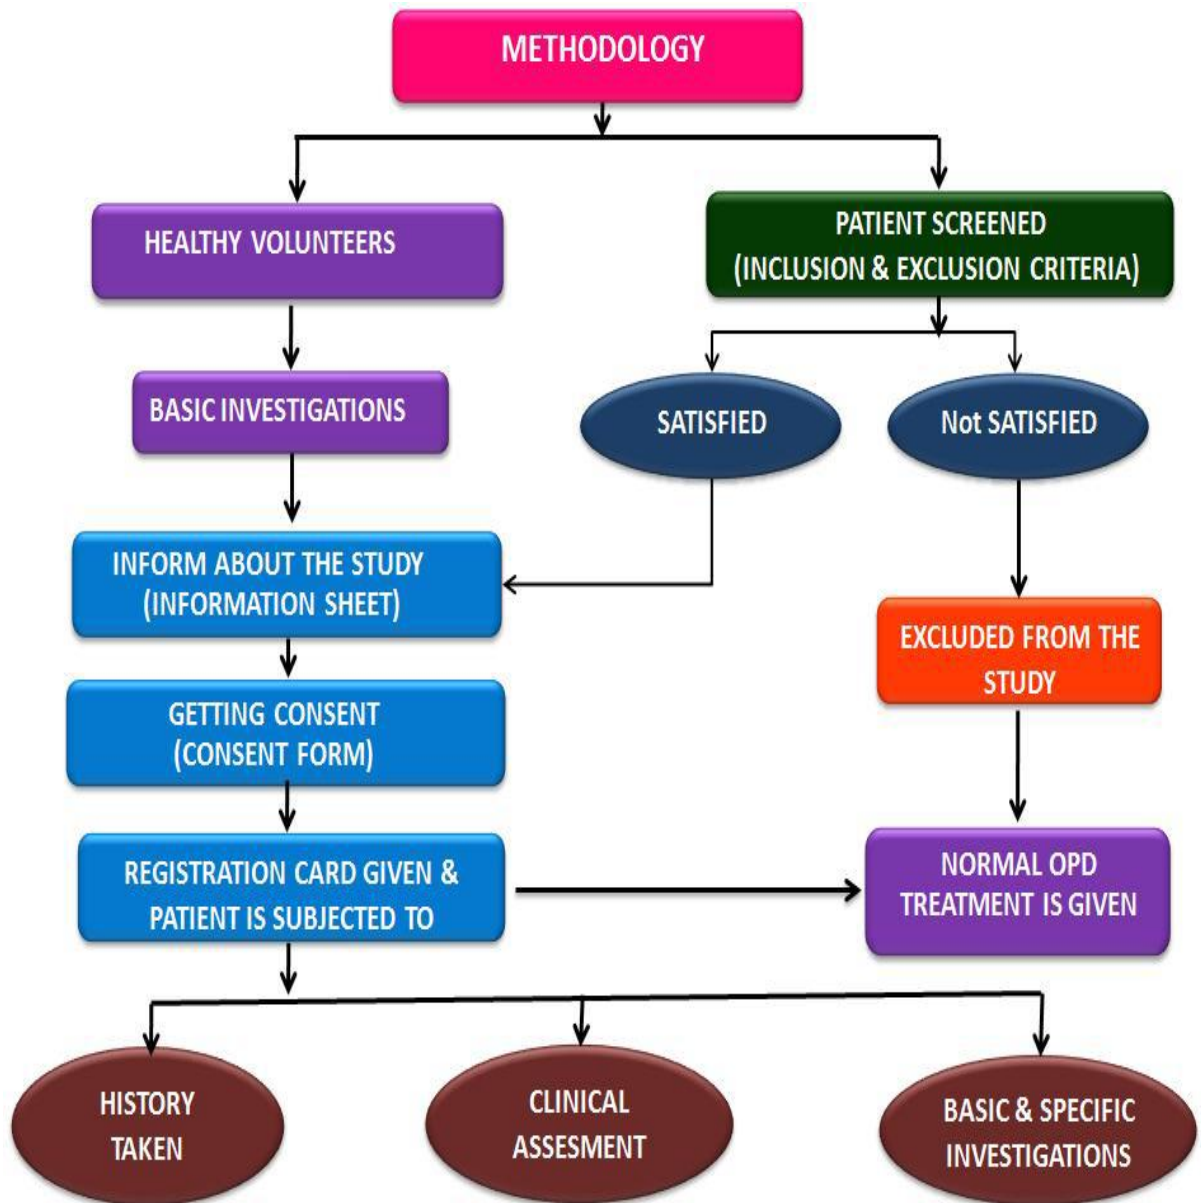 METHODOLOGY
HEALTHY VOLUNTEERS
PATIENT SCREENED
(INCLUSION & EXCLUSION CRITERIA)
BASIC INVESTIGATIONS
SATISFIED
Not SATISFIED
INFORM ABOUT THE STUDY
(INFORMATION SHEET)
EXCLUDED FROM THE
STUDY
GETTING CONSENT
(CONSENT FORM)
REGISTRATION CARD GIVEN &
PATIENT IS SUBJECTED TO
NORMAL OPD
TREATMENT IS GIVEN
HISTORY
TAKEN
CLINICAL
ASSESMENT
BASIC & SPECIFIC
INVESTIGATIONS